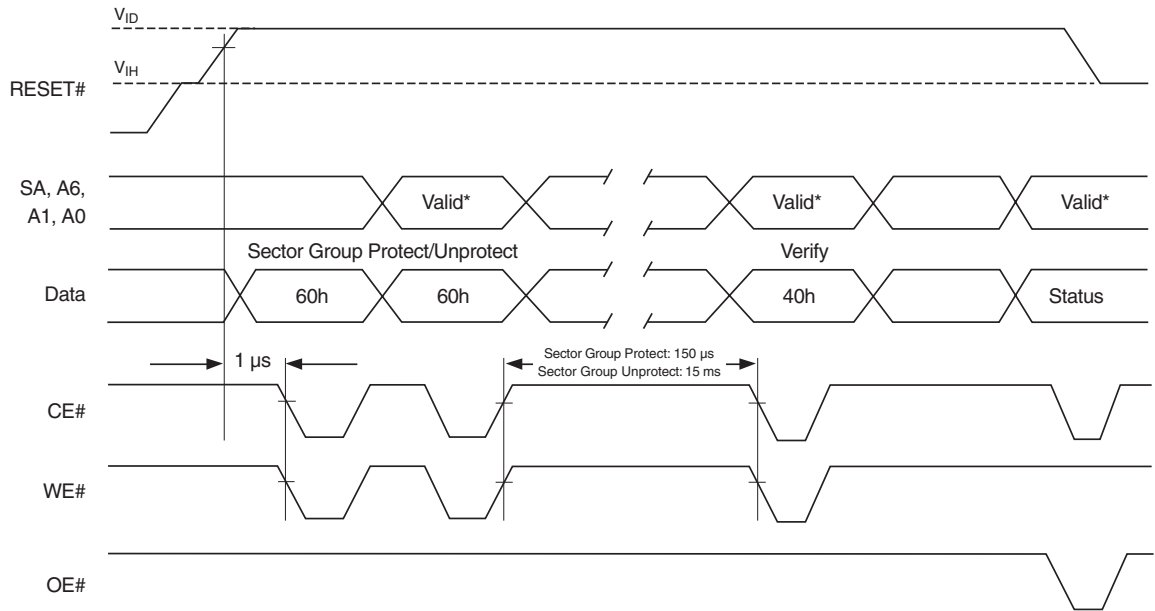 V_ID
V_IH
RESET#
SA, A6,
A1, A0
Valid*
Valid*
Valid*
Sector Group Protect/Unprotect
Verify
Data
60h
60h
40h
Status
1 µs
Sector Group Protect: 150 µs
Sector Group Unprotect: 15 ms
CE#
WE#
OE#